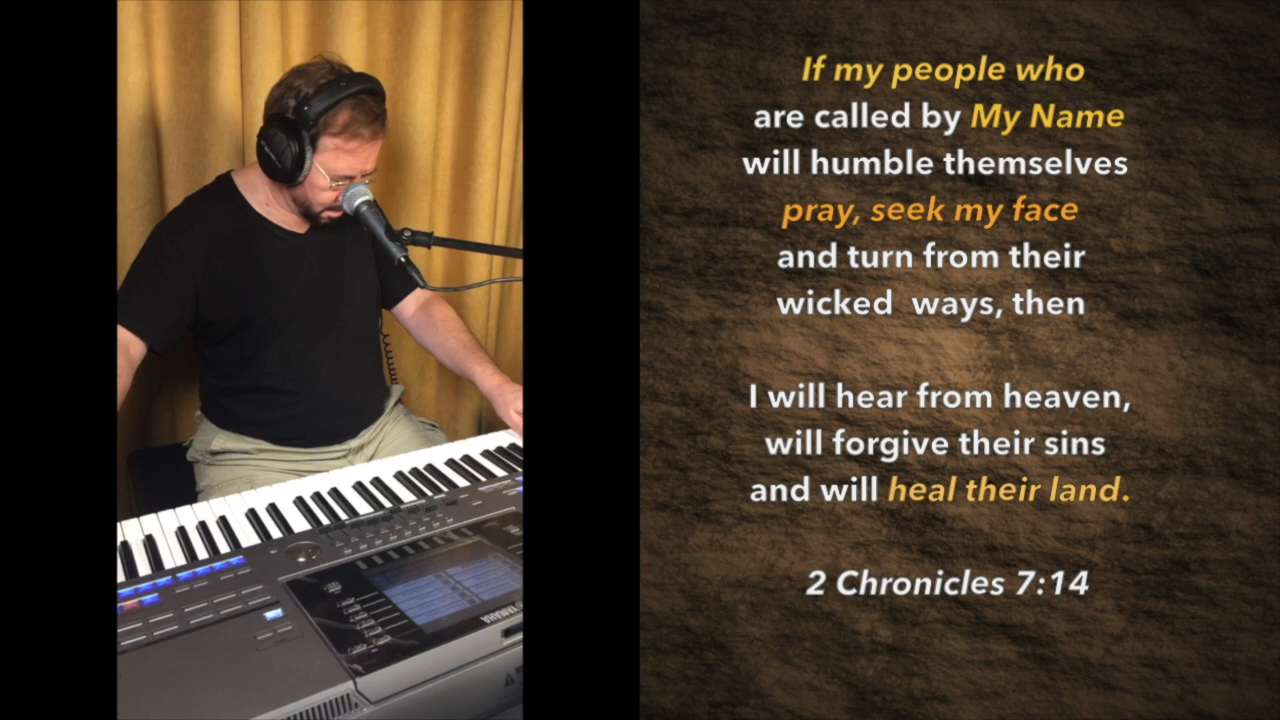 If my people who
are called by My Name
will humble themselves
pray, seek my face
and turn from their
wicked  ways, then
I will hear from heaven,
will forgive their sins
and will heal their land.
2 Chronicles 7:14
YAMAHA